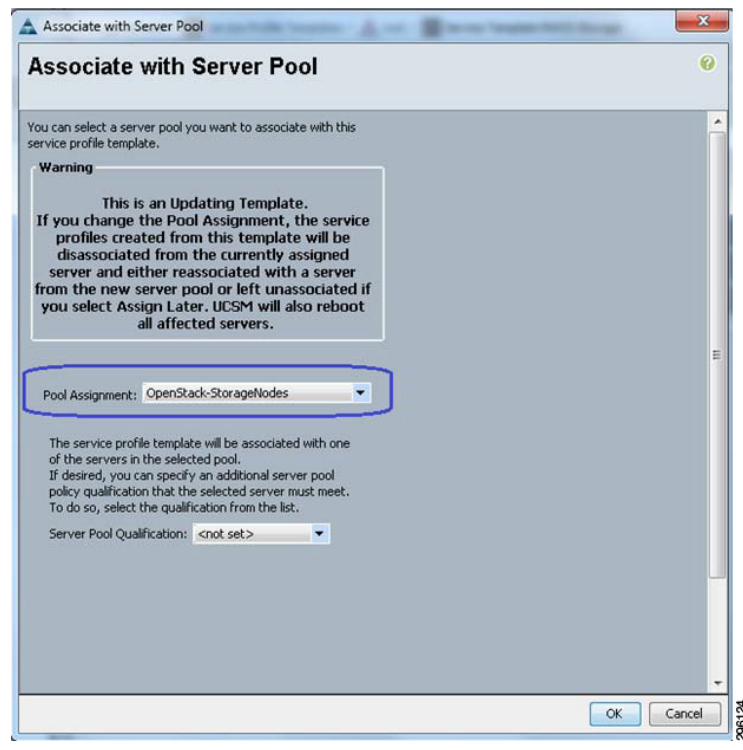 Associate with Server Pool
Associate with Server Pool
You can select a server pool you want to associate with this
service profile template.
Warning
This is an Updating Template.
If you change the Pool Assignment, the service
profiles created from this template will be
disassociated from the currently assigned
server and either reassociated with a server
from the new server pool or left unassociated if
you select Assign Later. UCSM will also reboot
all affected servers.
Pool Assignment: OpenStack-StorageNodes
The service profile template will be associated with one
of the servers in the selected pool.
If desired, you can specify an additional server pool
policy qualification that the selected server must meet.
To do so, select the qualification from the list.
Server Pool Qualification: <not set>
OK Cancel
296124